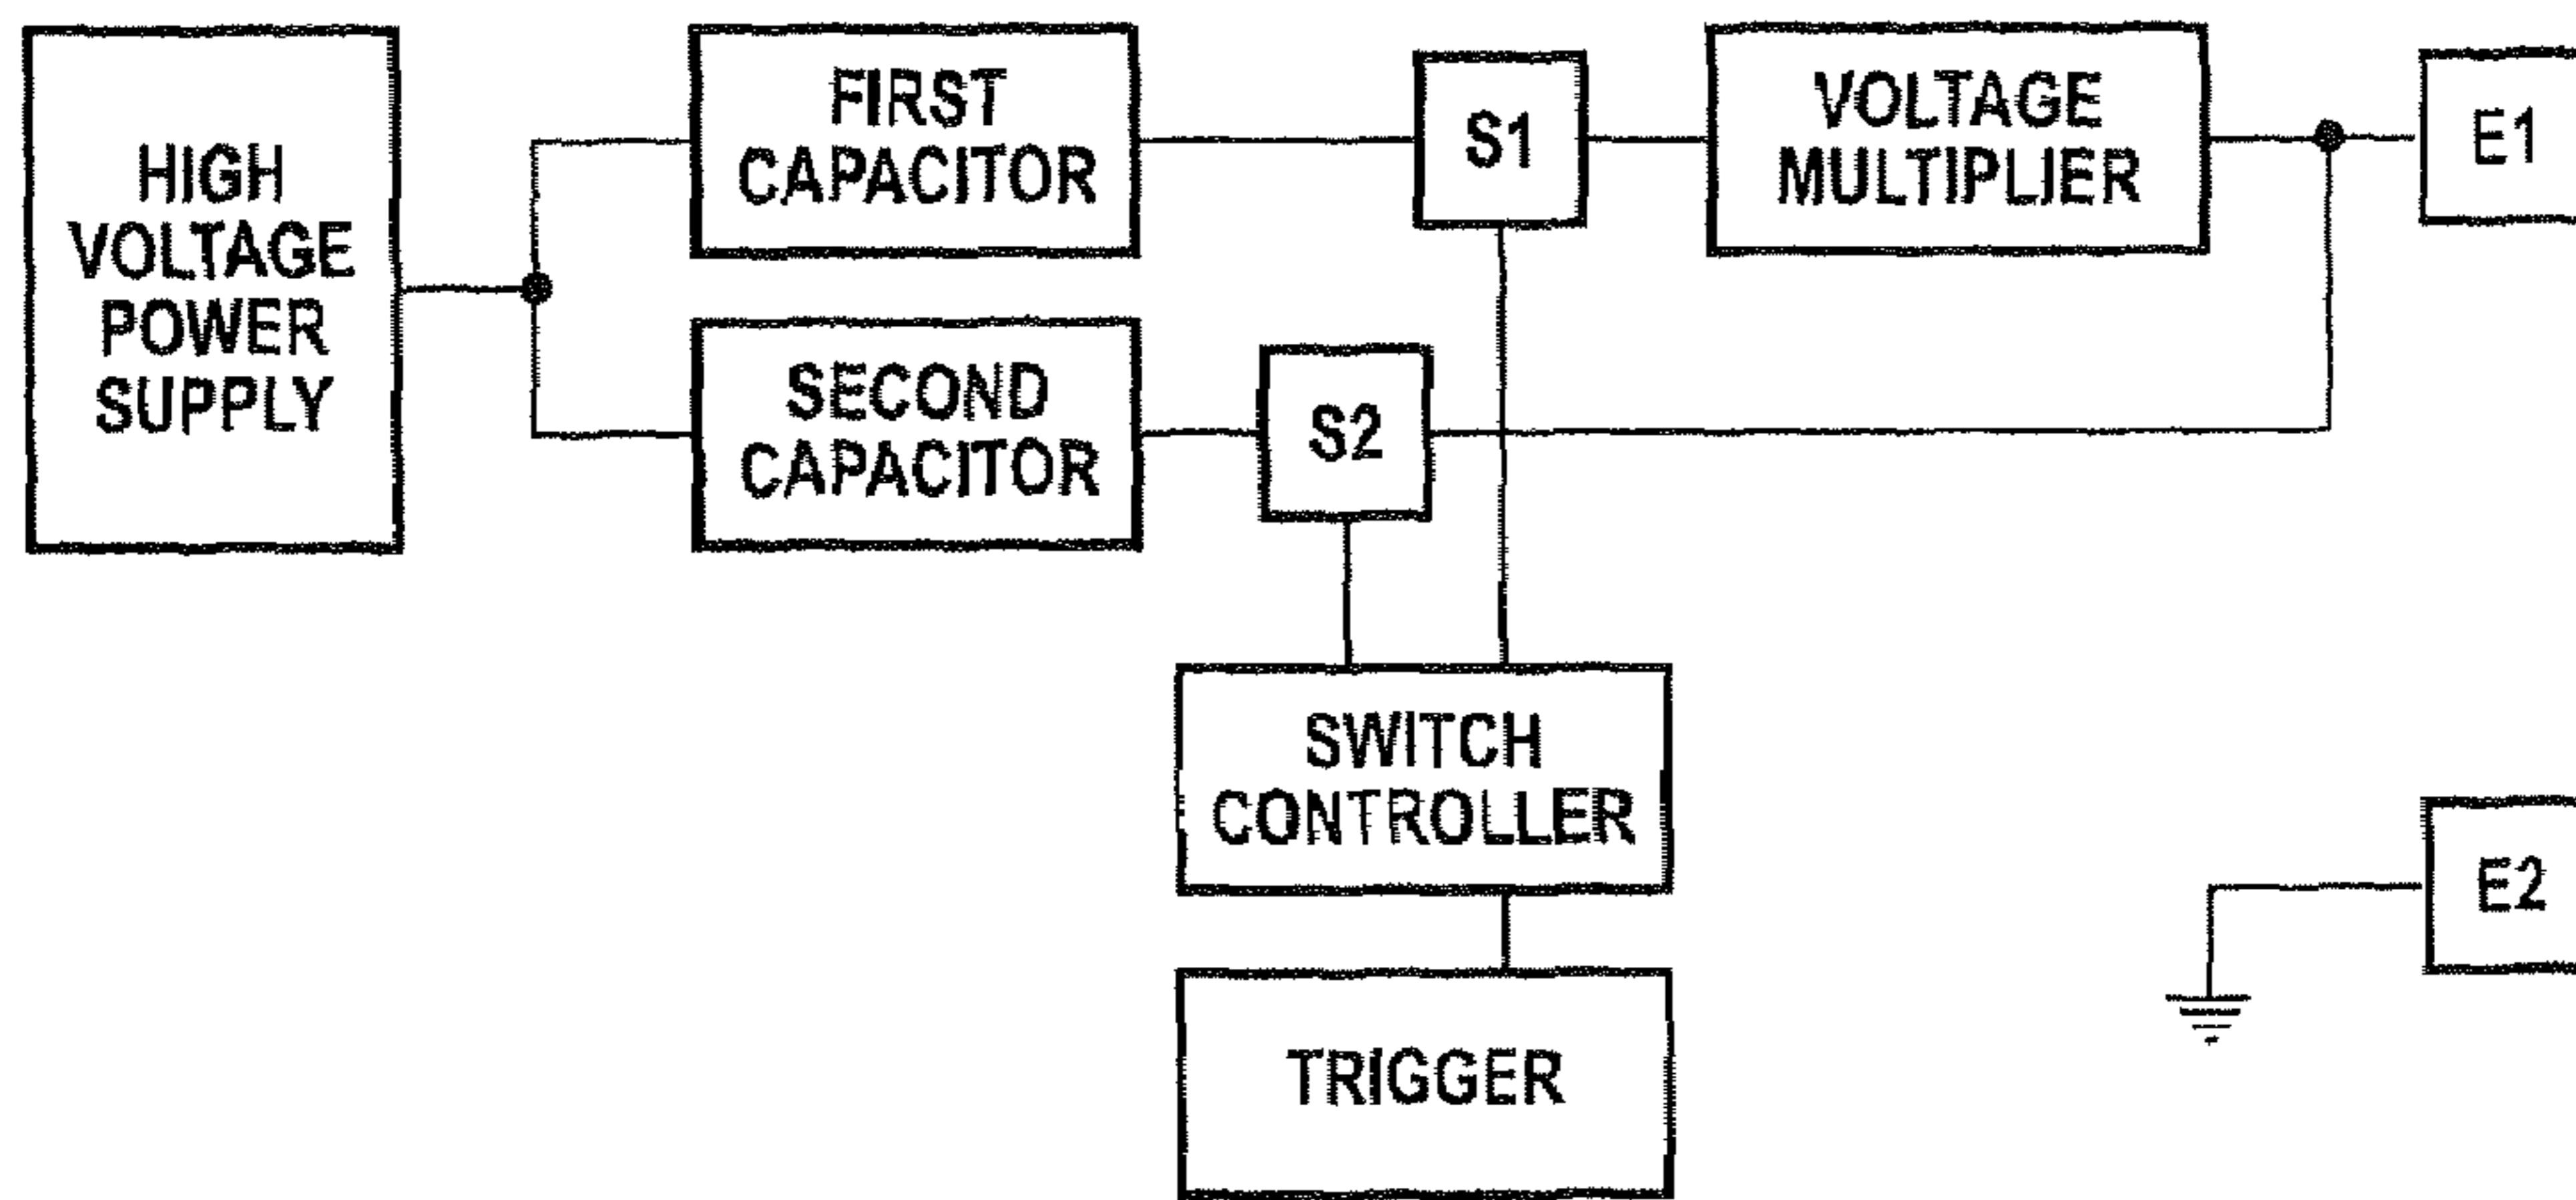 HIGH
VOLTAGE
POWER
SUPPLY
FIRST
CAPACITOR
S1
VOLTAGE
MULTIPLIER
E1
SECOND
CAPACITOR
S2
SWITCH
CONTROLLER
E2
TRIGGER